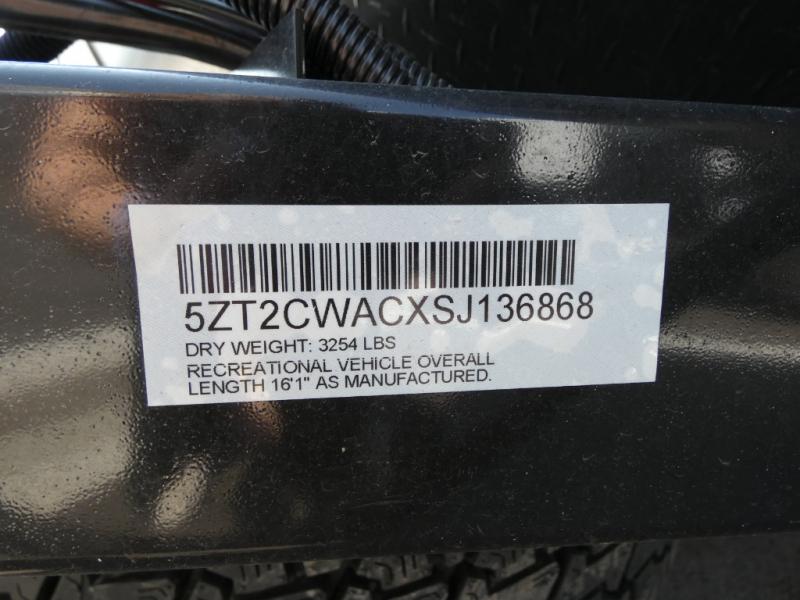 5ZT2CWACXSJ136868
DRY WEIGHT: 3254 LBS
RECREATIONAL VEHICLE OVERALL
LENGTH 16'1" AS MANUFACTURED.